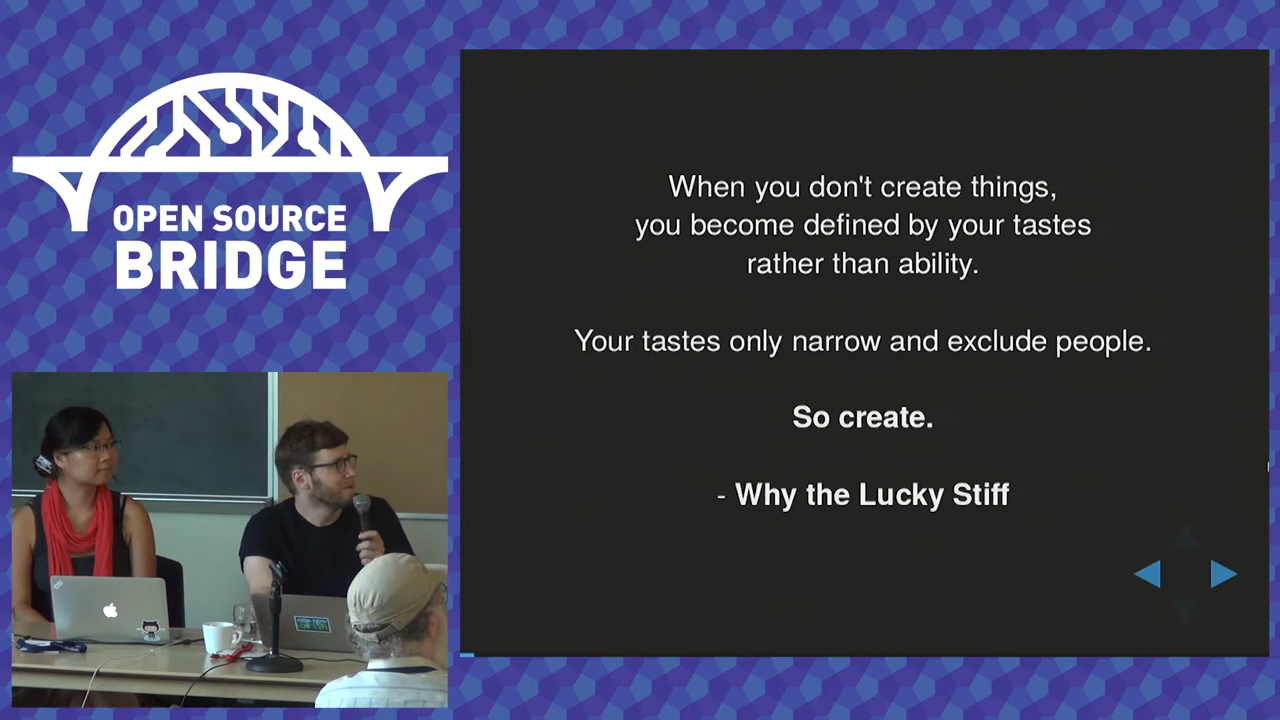 OPEN SOURCE
BRIDGE
When you don't create things,
you become defined by your tastes
rather than ability.
Your tastes only narrow and exclude people.
So create.
- Why the Lucky Stiff